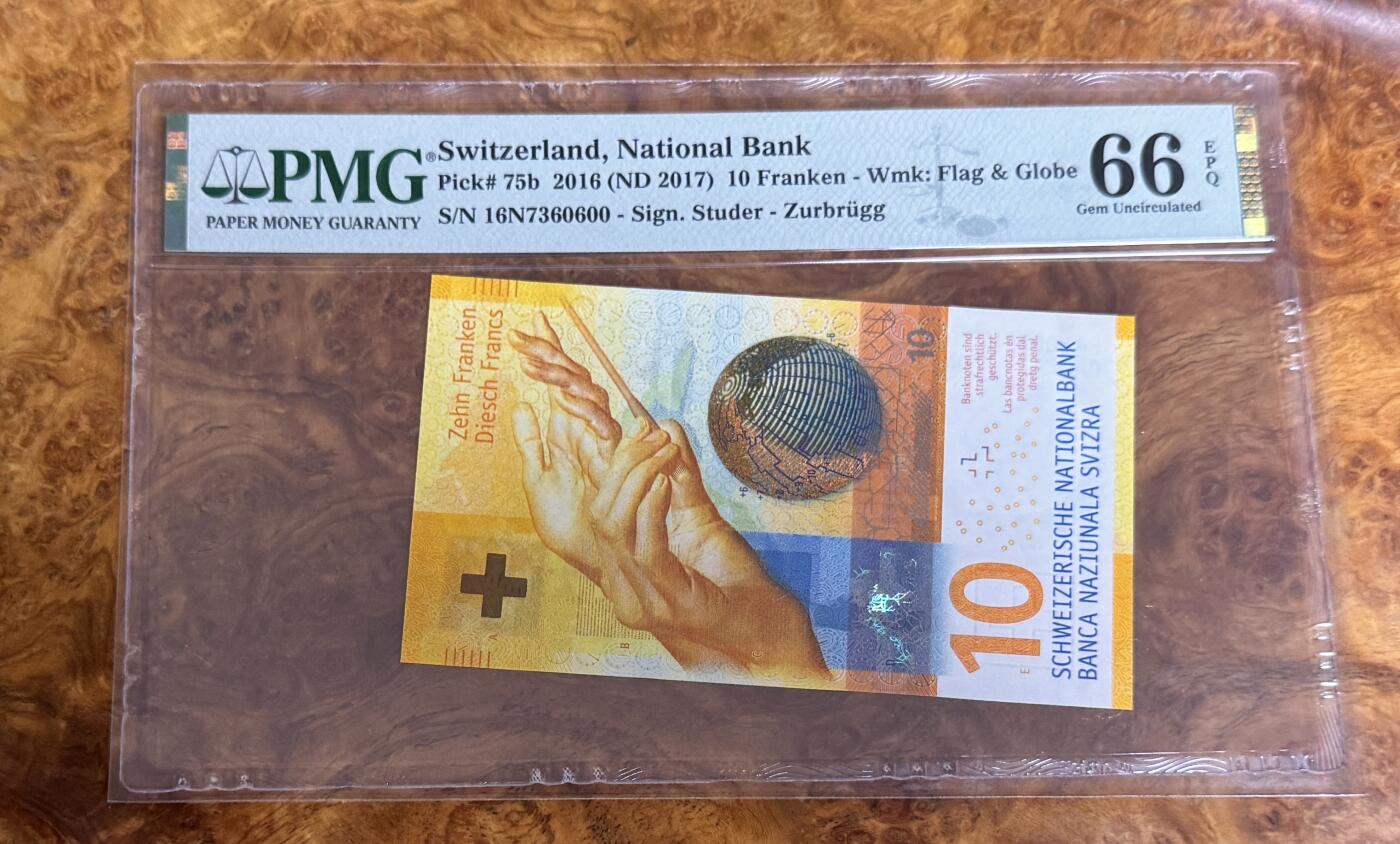 PMG®
PAPER MONEY GUARANTY
Switzerland, National Bank
Pick# 75b 2016 (ND 2017) 10 Franken - Wmk: Flag & Globe
S/N 16N7360600 - Sign. Studer - Zurbrügg
66
EPQ
Gem Uncirculated
Zehn Franken
Diesch Francs
10
Banknoten sind
strafrechtlich
geschützt.
Las bancnotas èn
protegidas dal
dretg penal.
10
SCHWEIZERISCHE NATIONALBANK
BANCA NAZIUNALA SVIZRA
A
B
C
E